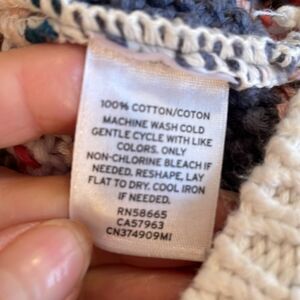 100% COTTON/COTON
MACHINE WASH COLD
GENTLE CYCLE WITH LIKE
COLORS. ONLY
NON-CHLORINE BLEACH IF
NEEDED. RESHAPE, LAY
FLAT TO DRY. COOL IRON
IF NEEDED.
RN58665
CA57963
CN374909MI